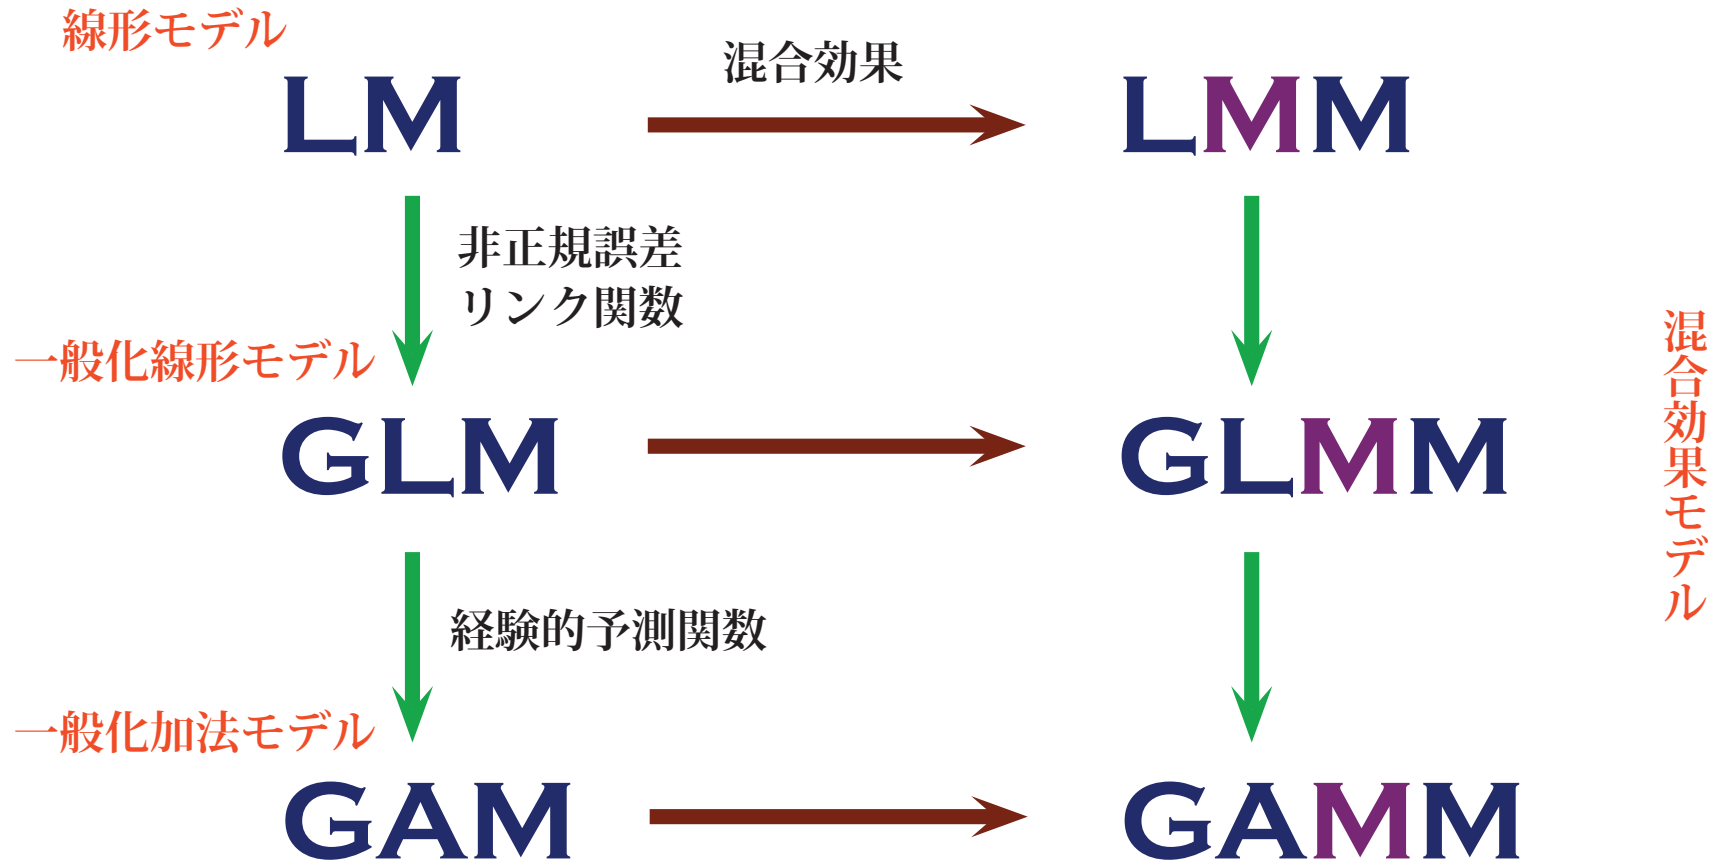 線形モデル
混合効果
LM
LMM
非正規誤差
リンク関数
一般化線形モデル
GLM
GLMM
混合効果モデル
経験的予測関数
一般化加法モデル
GAM
GAMM